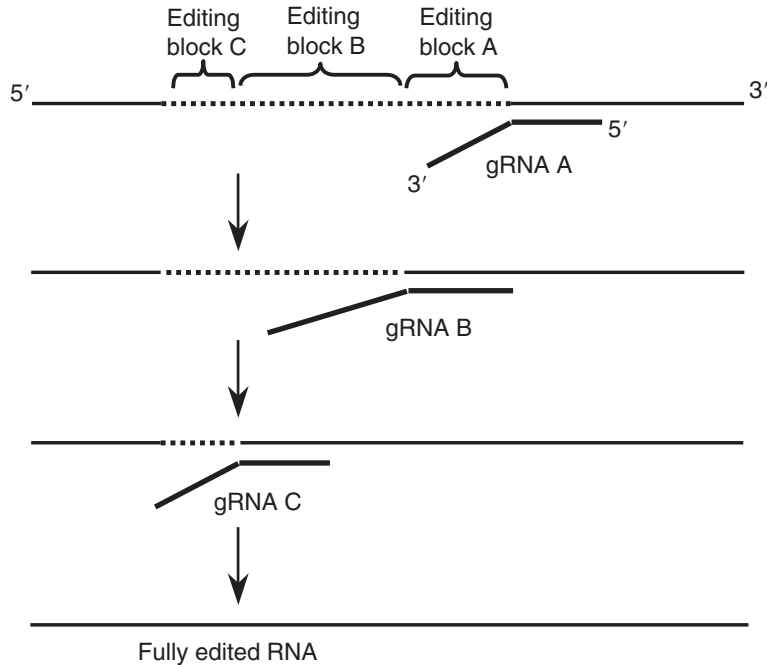 Editing
block C
Editing
block B
Editing
block A
5′
3′
5′
gRNA A
3′
gRNA B
gRNA C
Fully edited RNA